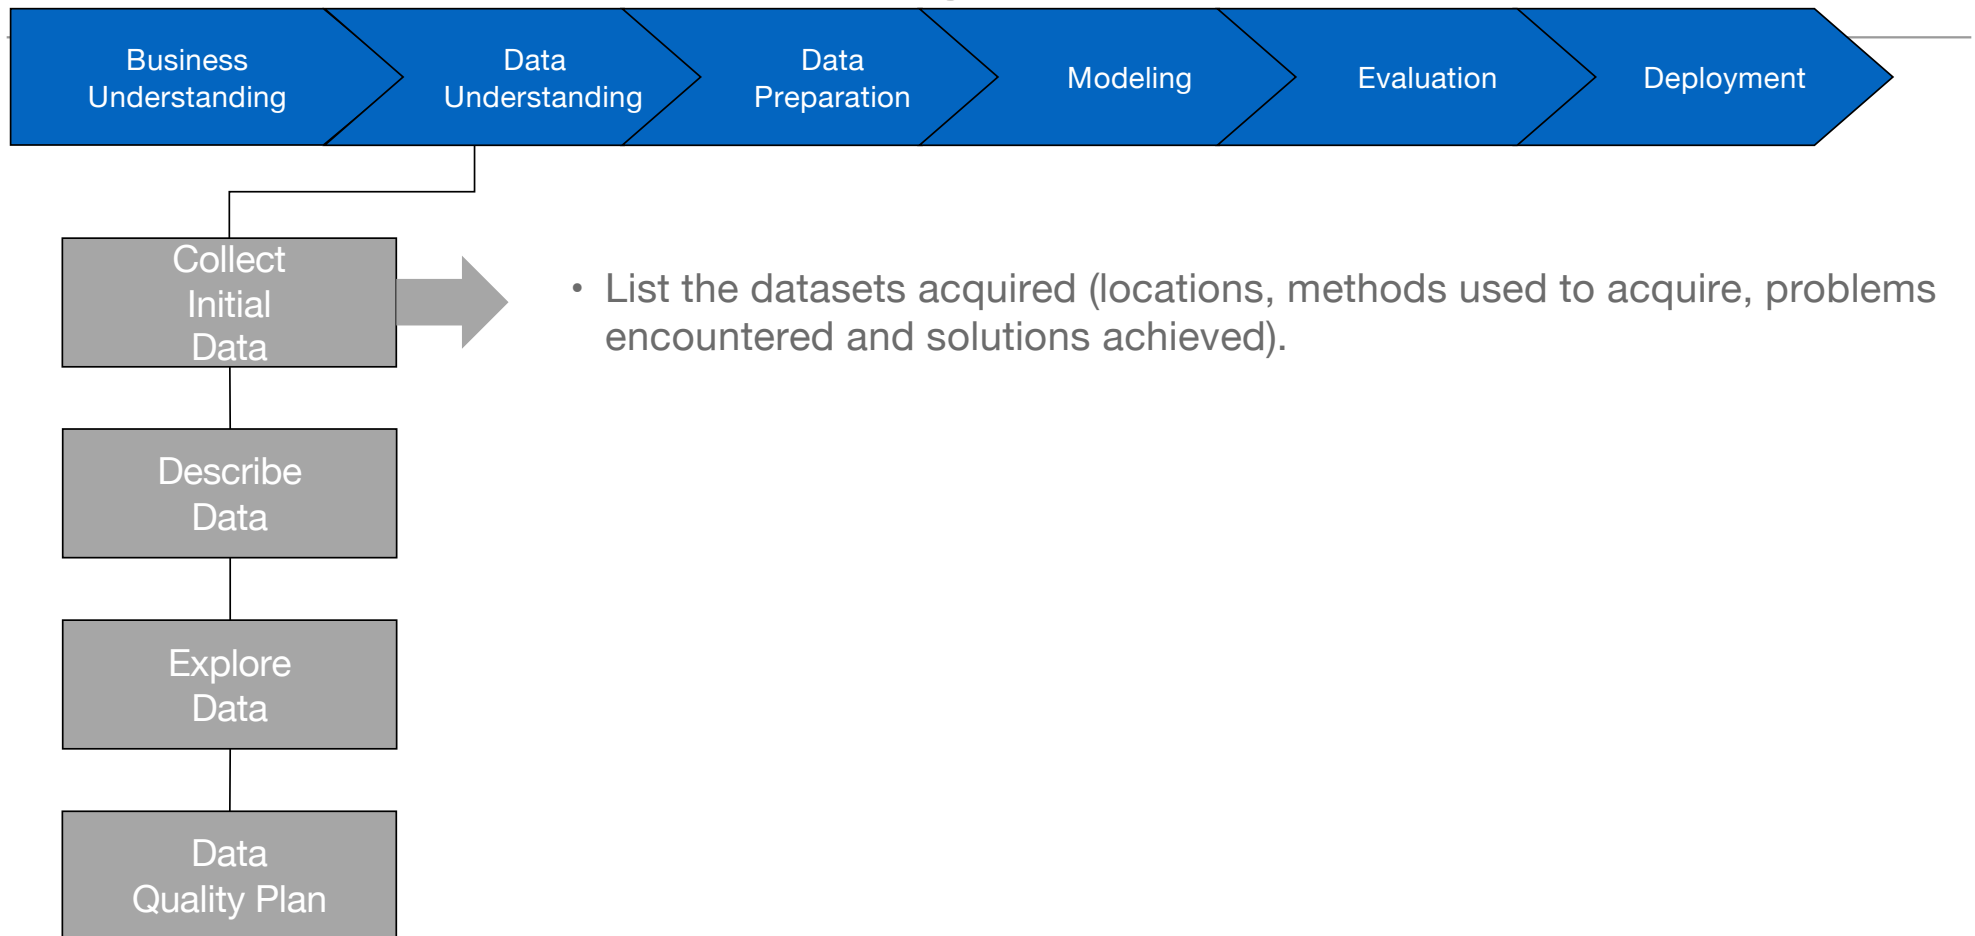 Business
Understanding
Data
Understanding
Data
Preparation
Modeling
Evaluation
Deployment
Collect
Initial
Data
• List the datasets acquired (locations, methods used to acquire, problems
encountered and solutions achieved).
Describe
Data
Explore
Data
Data
Quality Plan